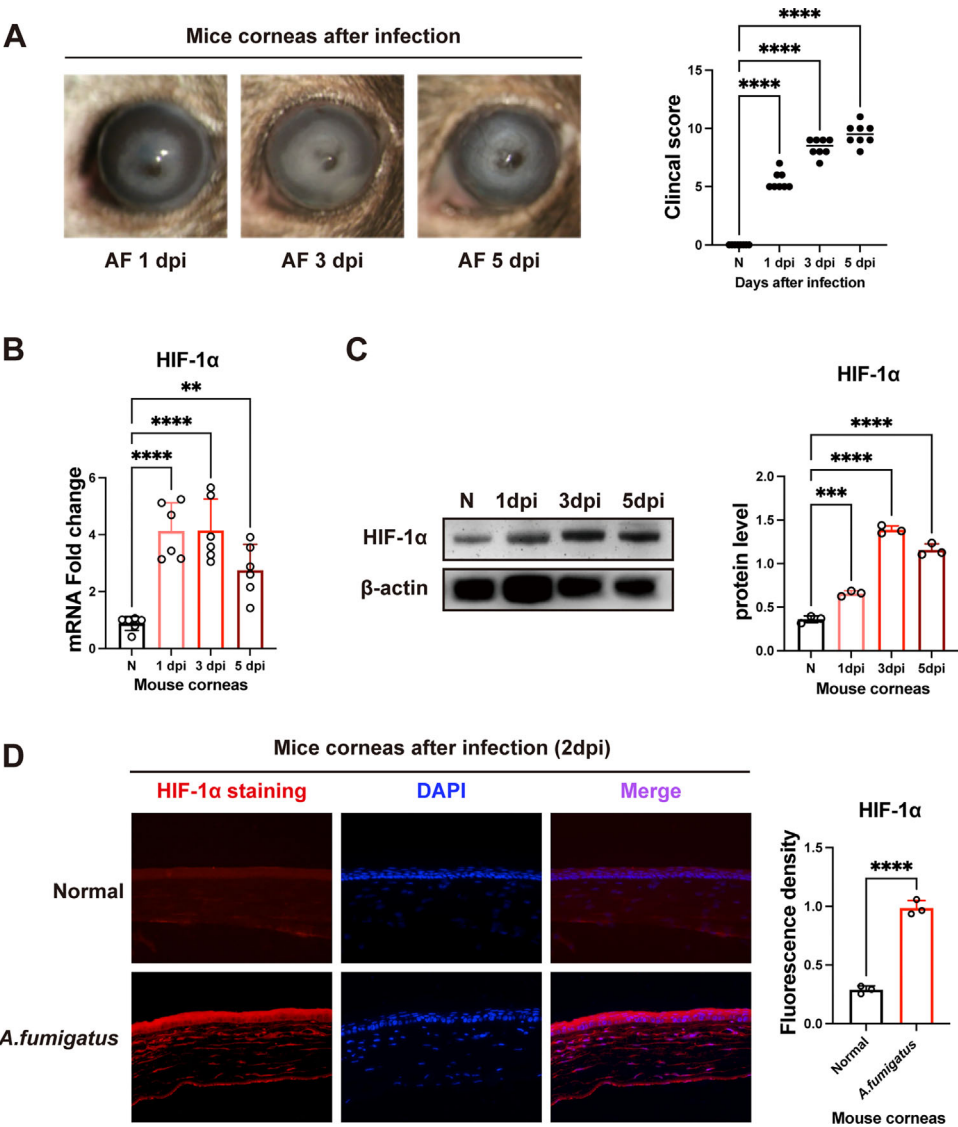 A
Mice corneas after infection
AF 1 dpi
AF 3 dpi
AF 5 dpi
****
****
****
15
10
5
0
Clincal score
N
1 dpi
3 dpi
5 dpi
Days after infection
B
HIF-1α
**
****
****
6
4
2
0
mRNA Fold change
N
1 dpi
3 dpi
5 dpi
Mouse corneas
C
N
1dpi
3dpi
5dpi
HIF-1α
β-actin
HIF-1α
****
****
***
2.0
1.5
1.0
0.5
0.0
protein level
N
1dpi
3dpi
5dpi
Mouse corneas
D
Mice corneas after infection (2dpi)
HIF-1α staining
DAPI
Merge
Normal
A.fumigatus
HIF-1α
****
1.5
1.0
0.5
0.0
Fluorescence density
Normal
A.fumigatus
Mouse corneas